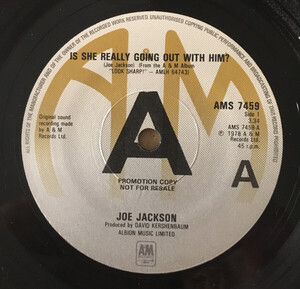 ALL RIGHTS RESERVED UNAUTHORISED COPYING PUBLIC PERFORMANCE
AND BROADCASTING OF THIS RECORD PROHIBITED
OF THE MANUFACTURER AND OF THE OWNER OF THE RECORDED WORK
IS SHE REALLY GOING OUT WITH HIM?
(Joe Jackson) (From the A & M Album
"LOOK SHARP!" - AMLH 64743)
A&M
Original sound
recording made
by A & M
Records Ltd.
AMS 7459
Side 1
3.34
AMS 7459 A
℗ 1978 A & M
Records Ltd.
45 r.p.m.
A
A
PROMOTION COPY
NOT FOR RESALE
JOE JACKSON
Produced by DAVID KERSHENBAUM
ALBION MUSIC LIMITED
A&M